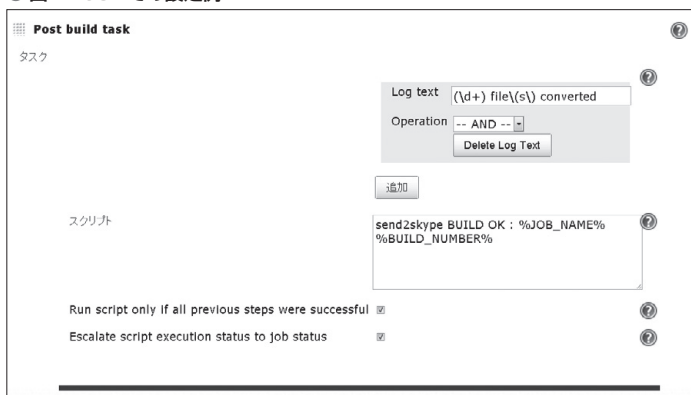 Post build task
タスク
Log text
(\d+) file\(s\) converted
Operation
-- AND --
Delete Log Text
追加
スクリプト
send2skype BUILD OK : %JOB_NAME%
%BUILD_NUMBER%
Run script only if all previous steps were successful
Escalate script execution status to job status